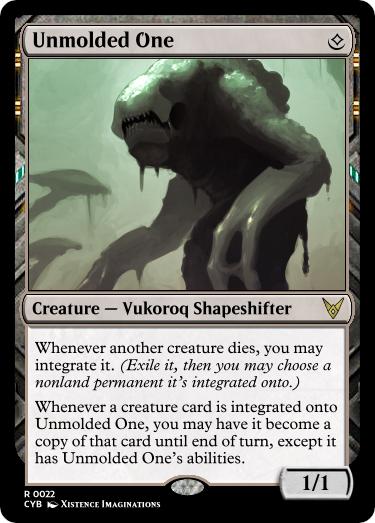 Unmolded One
Creature — Vukoroq Shapeshifter
Whenever another creature dies, you may
integrate it. (Exile it, then you may choose a
nonland permanent it's integrated onto.)
Whenever a creature card is integrated onto
Unmolded One, you may have it become a
copy of that card until end of turn, except it
has Unmolded One's abilities.
1/1
R 0022
CYB Xistence Imaginations